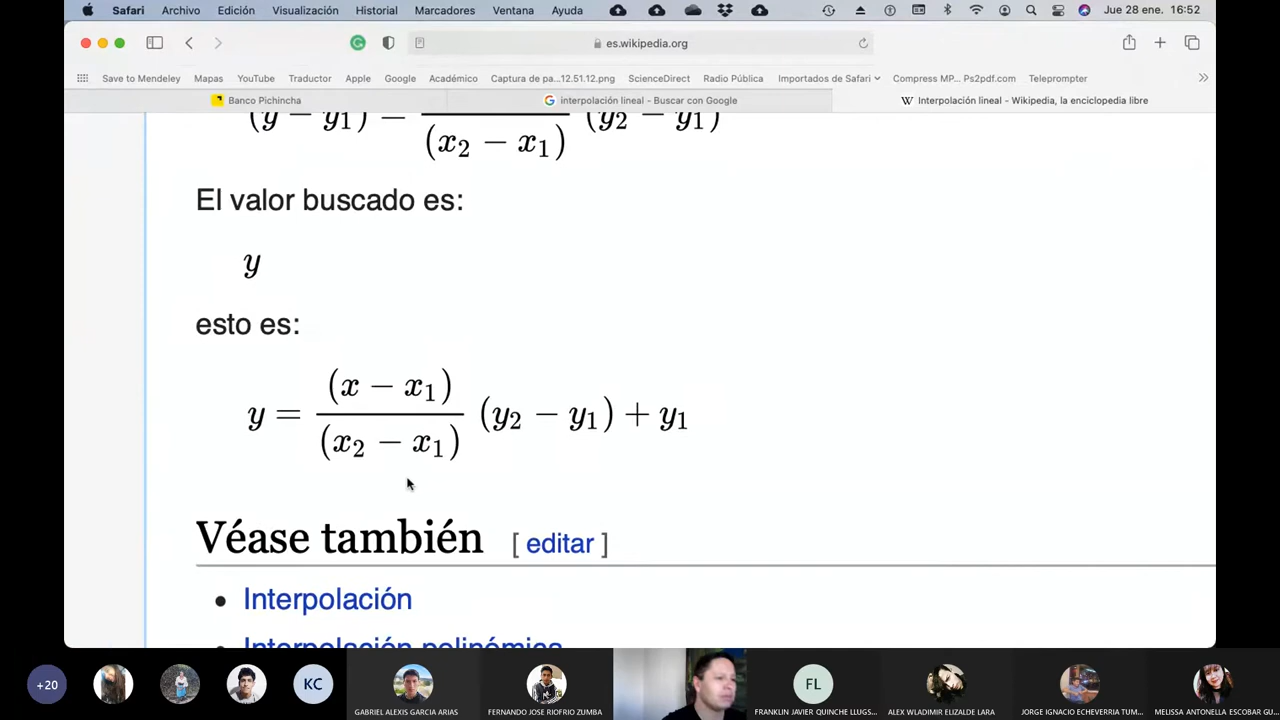 Safari Archivo Edición Visualización Historial Marcadores Ventana Ayuda Jue 28 ene. 16:52
es.wikipedia.org
Save to Mendeley Mapas YouTube Traductor Apple Google Académico Captura de pa...12.51.12.png ScienceDirect Radio Pública Importados de Safari Compress MP... Ps2pdf.com Teleprompter
Banco Pichincha interpolación lineal - Buscar con Google W Interpolación lineal - Wikipedia, la enciclopedia libre
(y − y₁) = ──────── (y₂ − y₁)
(x₂ − x₁)
El valor buscado es:
y
esto es:
(x − x₁)
y = ──────── (y₂ − y₁) + y₁
(x₂ − x₁)
Véase también [ editar ]
• Interpolación
• Interpolación polinómica
+20 KC GABRIEL ALEXIS GARCIA ARIAS FERNANDO JOSE RIOFRIO ZUMBA FL FRANKLIN JAVIER QUINCHE LLUGS... ALEX WLADIMIR ELIZALDE LARA JORGE IGNACIO ECHEVERRIA TUM... MELISSA ANTONELLA ESCOBAR GU...